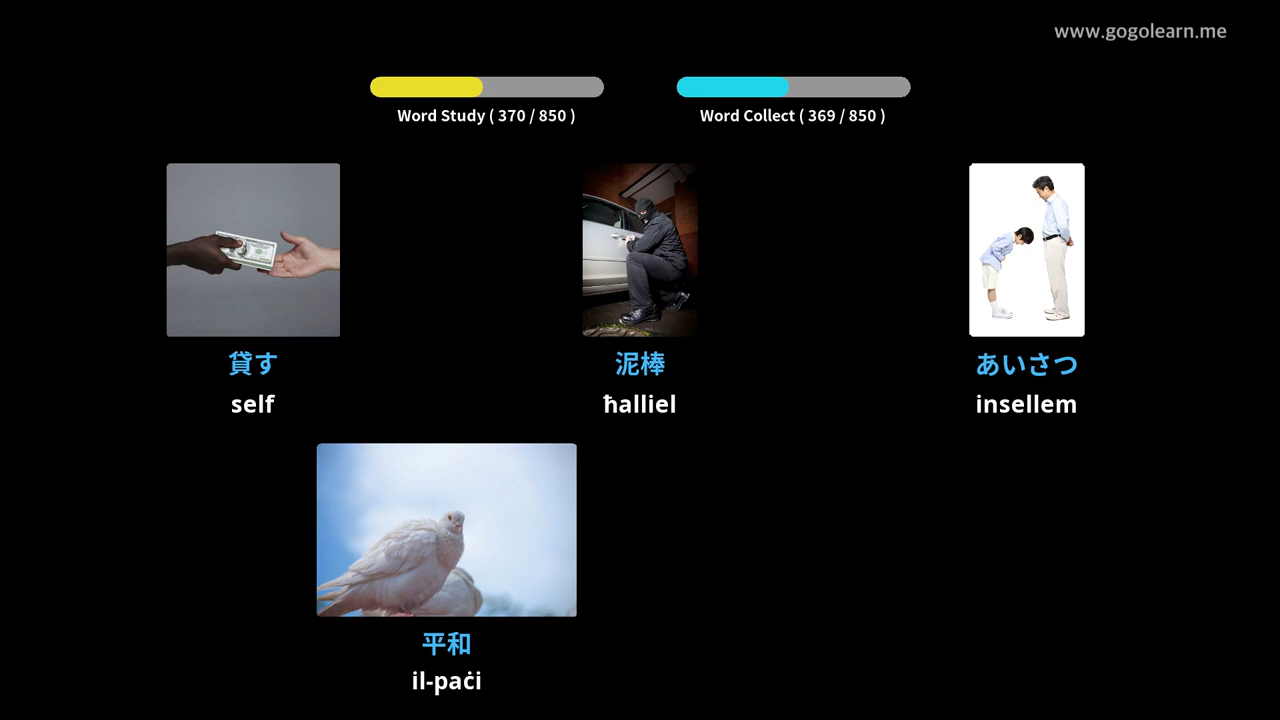 www.gogolearn.me
Word Study ( 370 / 850 )
Word Collect ( 369 / 850 )
貸す
self
泥棒
ħalliel
あいさつ
insellem
平和
il-paċi